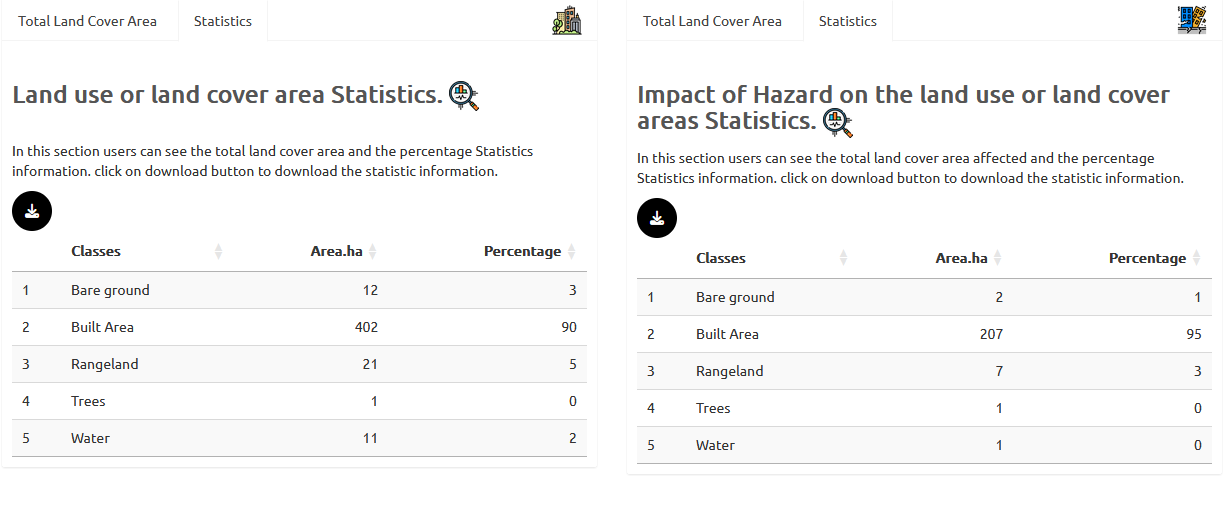 Total Land Cover Area Statistics
Land use or land cover area Statistics.
In this section users can see the total land cover area and the percentage Statistics
information. click on download button to download the statistic information.
Classes Area.ha Percentage
1 Bare ground 12 3
2 Built Area 402 90
3 Rangeland 21 5
4 Trees 1 0
5 Water 11 2
Total Land Cover Area Statistics
Impact of Hazard on the land use or land cover
areas Statistics.
In this section users can see the total land cover area affected and the percentage
Statistics information. click on download button to download the statistic information.
Classes Area.ha Percentage
1 Bare ground 2 1
2 Built Area 207 95
3 Rangeland 7 3
4 Trees 1 0
5 Water 1 0